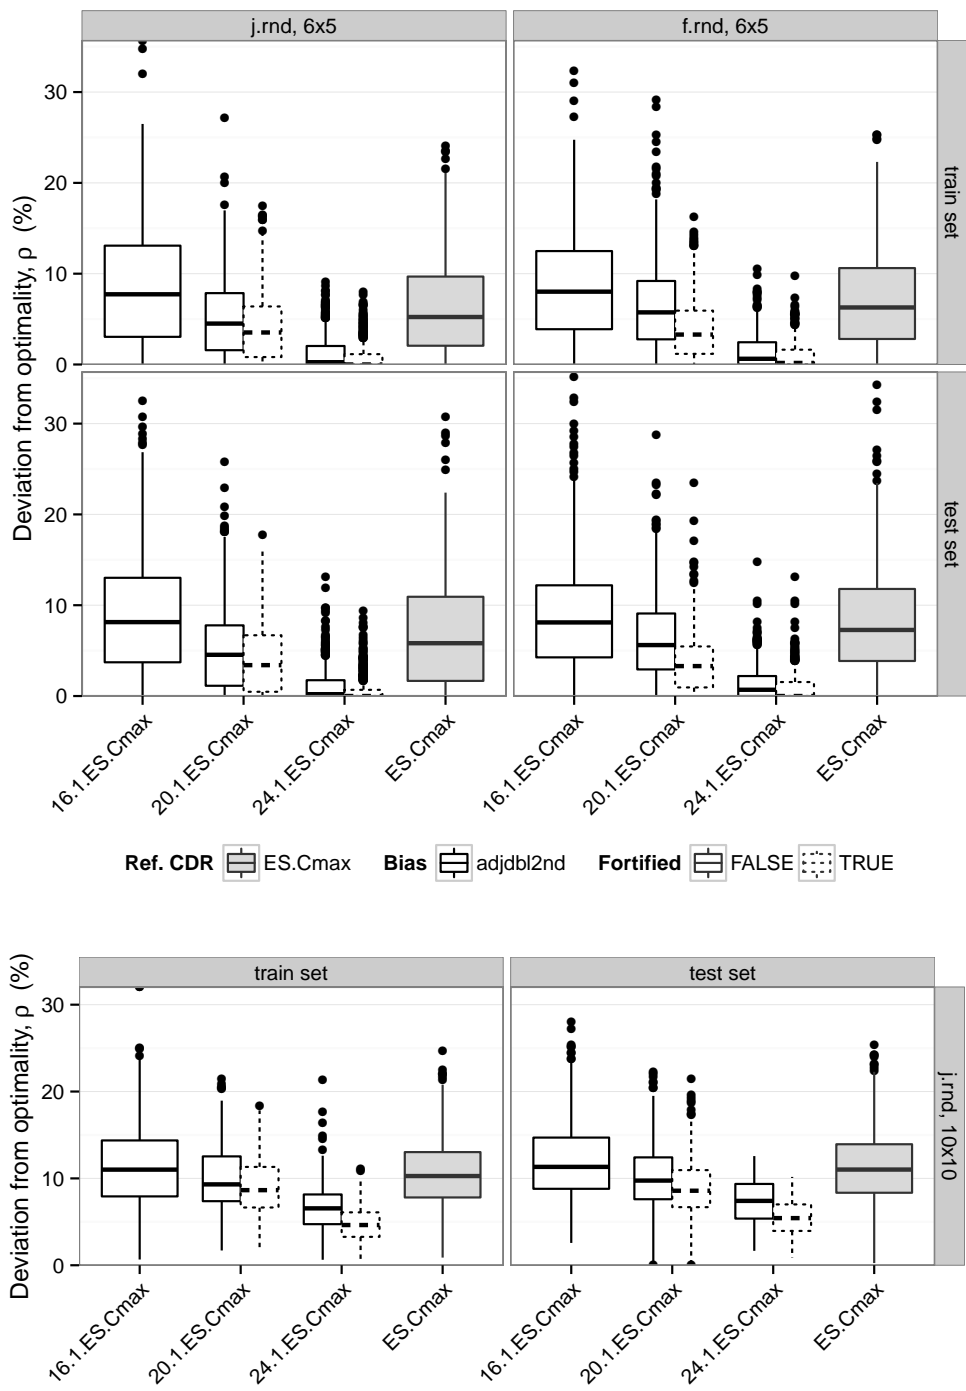 j.rnd, 6x5
f.rnd, 6x5
Deviation from optimality, ρ (%)
30
20
10
0
train set
30
20
10
0
test set
16.1.ES.Cmax
20.1.ES.Cmax
24.1.ES.Cmax
ES.Cmax
16.1.ES.Cmax
20.1.ES.Cmax
24.1.ES.Cmax
ES.Cmax
Ref. CDR ES.Cmax Bias adjdbl2nd Fortified FALSE TRUE
train set
test set
Deviation from optimality, ρ (%)
30
20
10
0
j.rnd, 10x10
16.1.ES.Cmax
20.1.ES.Cmax
24.1.ES.Cmax
ES.Cmax
16.1.ES.Cmax
20.1.ES.Cmax
24.1.ES.Cmax
ES.Cmax